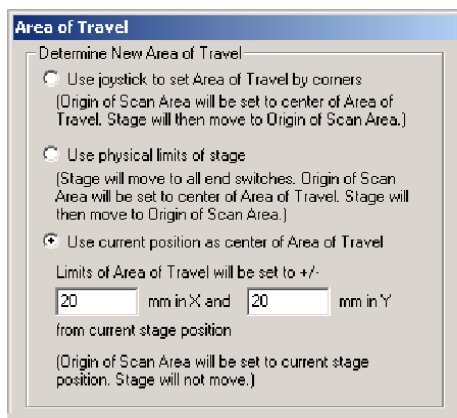 Area of Travel
Determine New Area of Travel
Use joystick to set Area of Travel by corners
(Origin of Scan Area will be set to center of Area of
Travel. Stage will then move to Origin of Scan Area.)
Use physical limits of stage
(Stage will move to all end switches. Origin of Scan
Area will be set to center of Area of Travel. Stage will
then move to Origin of Scan Area.)
Use current position as center of Area of Travel
Limits of Area of Travel will be set to +/-
20 mm in X and 20 mm in Y
from current stage position
(Origin of Scan Area will be set to current stage
position. Stage will not move.)